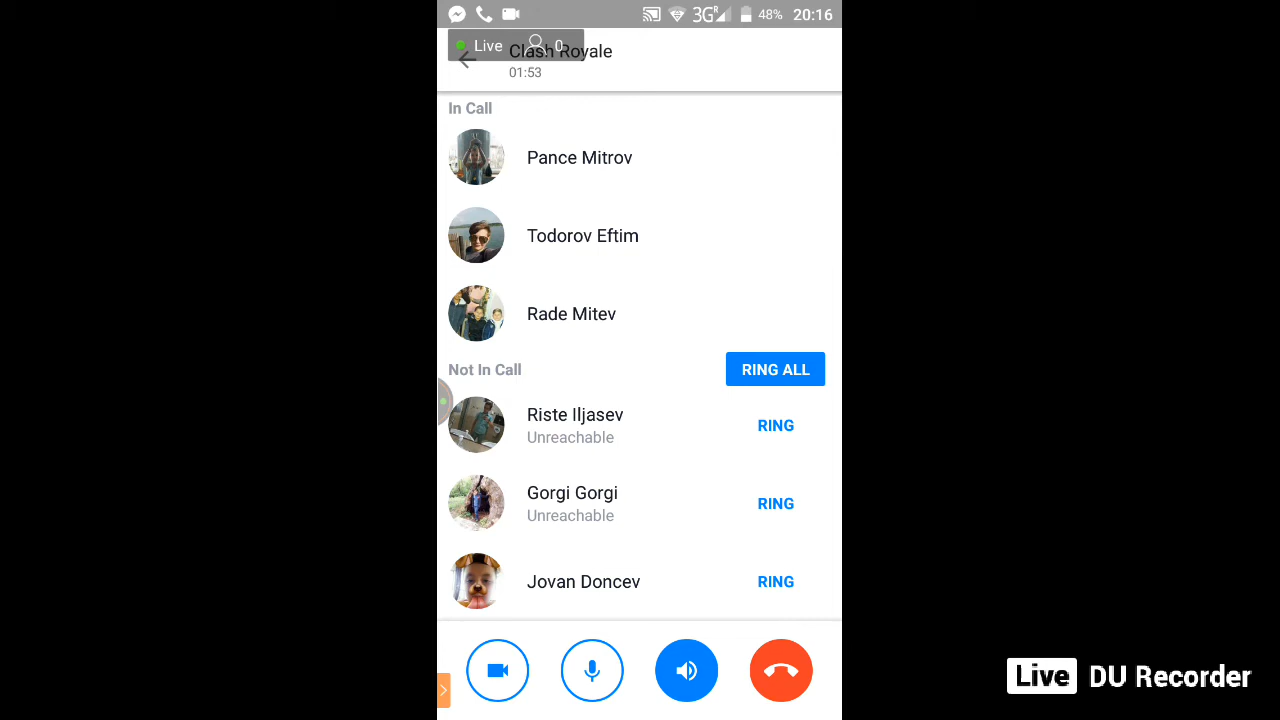 3G R 48% 20:16
Live 0
Clash Royale
01:53
In Call
Pance Mitrov
Todorov Eftim
Rade Mitev
Not In Call RING ALL
Riste Iljasev
Unreachable
RING
Gorgi Gorgi
Unreachable
RING
Jovan Doncev
RING
Live DU Recorder